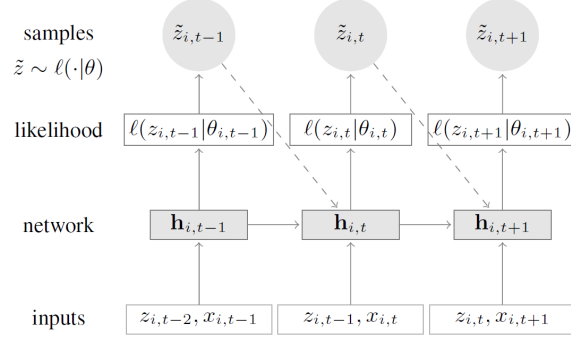 samples z̃_{i,t−1} z̃_{i,t} z̃_{i,t+1}
z̃ ∼ ℓ(·|θ)
likelihood ℓ(z_{i,t−1}|θ_{i,t−1}) ℓ(z_{i,t}|θ_{i,t}) ℓ(z_{i,t+1}|θ_{i,t+1})
network h_{i,t−1} h_{i,t} h_{i,t+1}
inputs z_{i,t−2}, x_{i,t−1} z_{i,t−1}, x_{i,t} z_{i,t}, x_{i,t+1}